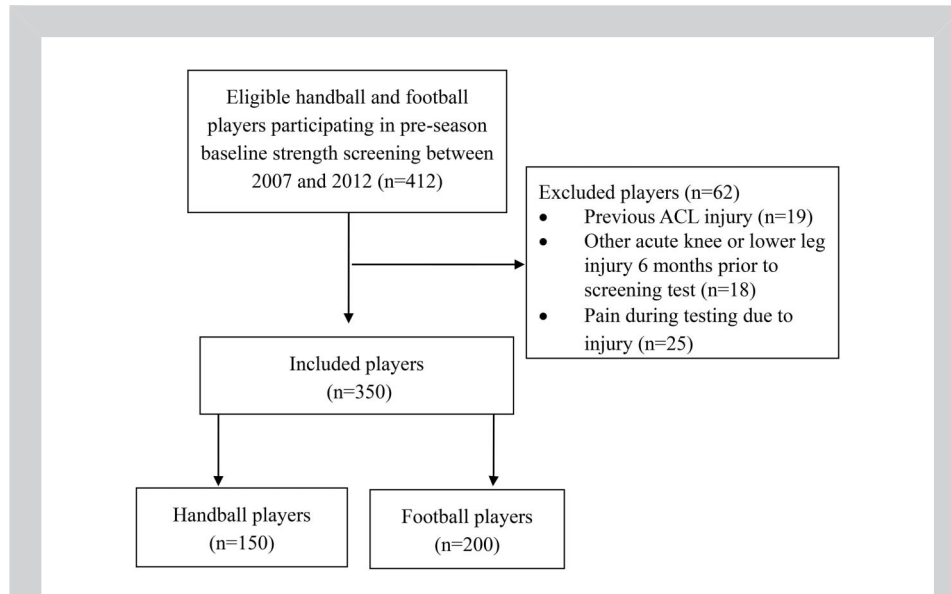 Eligible handball and football
players participating in pre-season
baseline strength screening between
2007 and 2012 (n=412)
Excluded players (n=62)
• Previous ACL injury (n=19)
• Other acute knee or lower leg
injury 6 months prior to
screening test (n=18)
• Pain during testing due to
injury (n=25)
Included players
(n=350)
Handball players
(n=150)
Football players
(n=200)